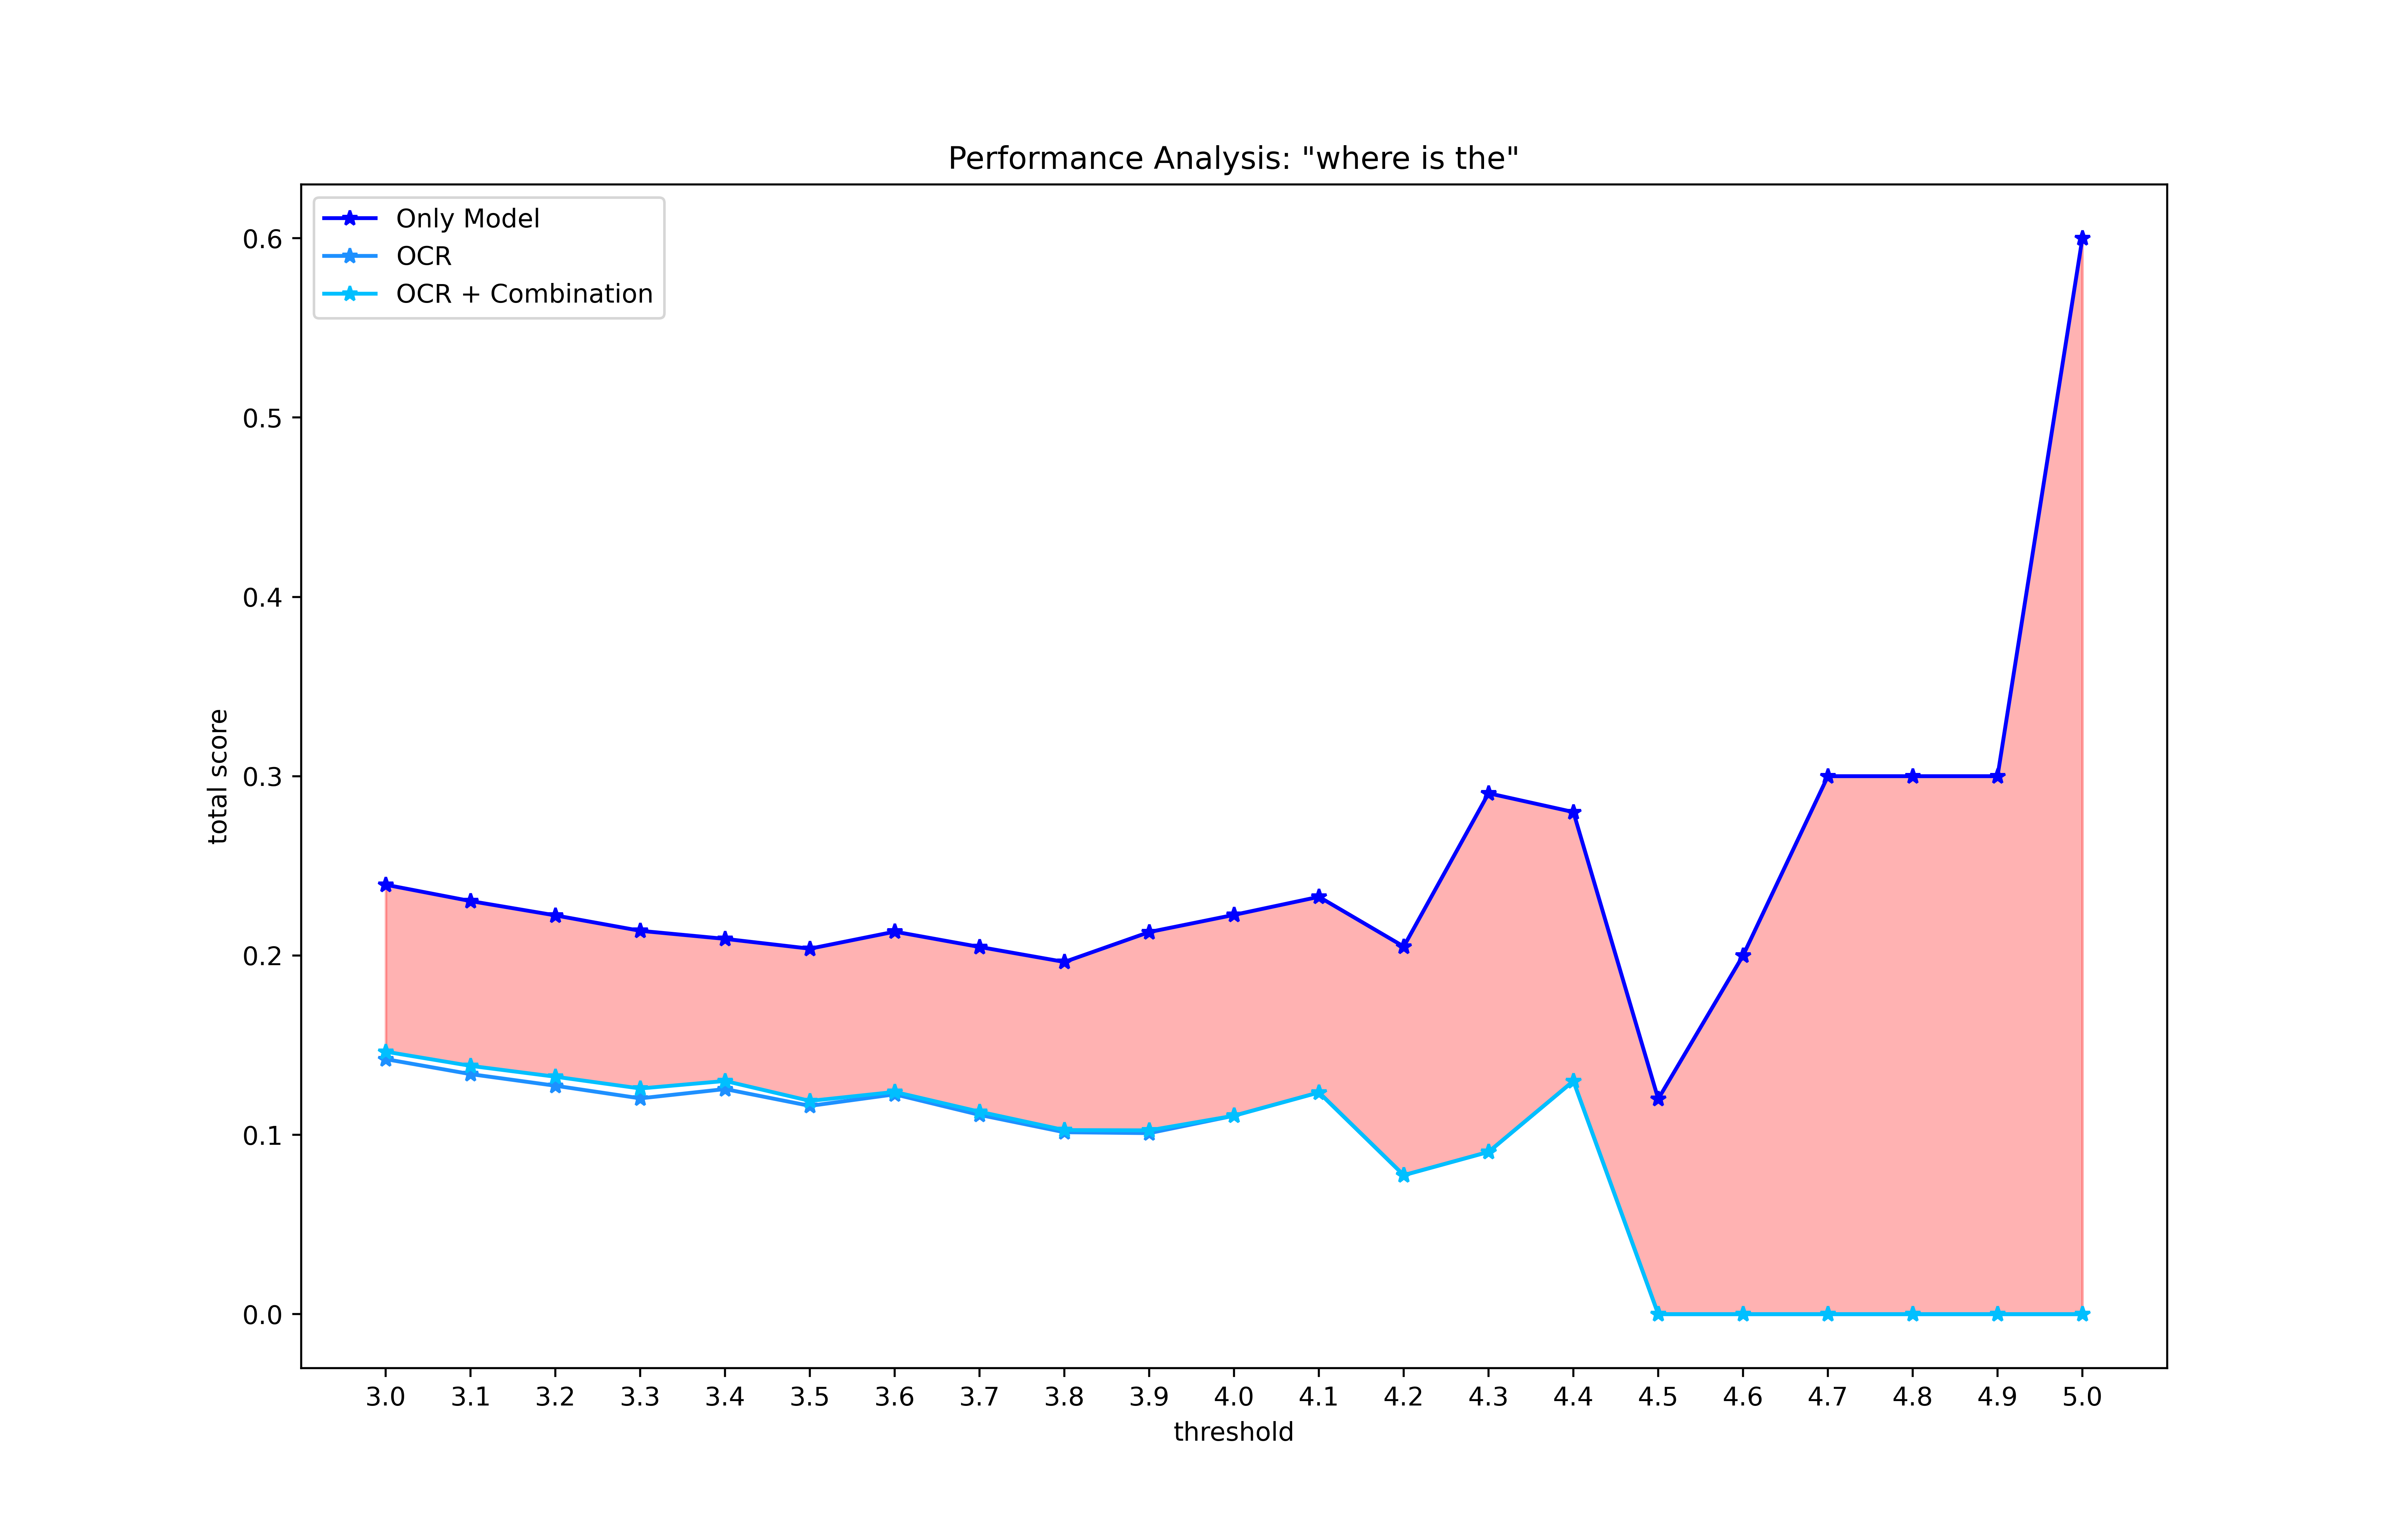 Performance Analysis: "where is the"
Only Model
OCR
OCR + Combination
0.6
0.5
0.4
0.3
0.2
0.1
0.0
total score
3.0 3.1 3.2 3.3 3.4 3.5 3.6 3.7 3.8 3.9 4.0 4.1 4.2 4.3 4.4 4.5 4.6 4.7 4.8 4.9 5.0
threshold